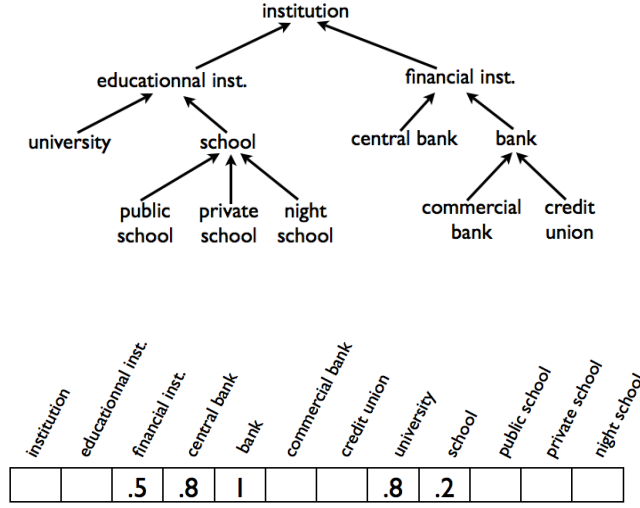 institution
educationnal inst.
financial inst.
university
school
central bank
bank
public
school
private
school
night
school
commercial
bank
credit
union
institution
educationnal inst.
financial inst.
central bank
bank
commercial bank
credit union
university
school
public school
private school
night school
.5 .8 1 .8 .2